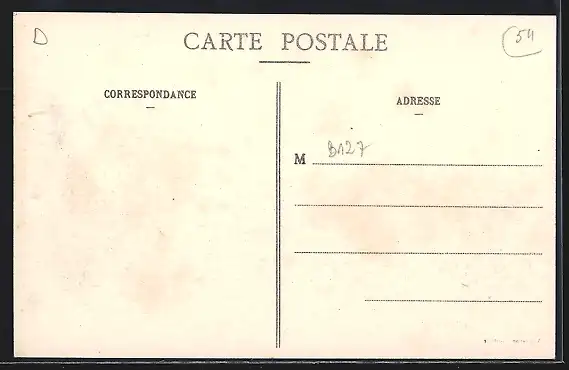 D
CARTE POSTALE
54
CORRESPONDANCE
ADRESSE
M B127